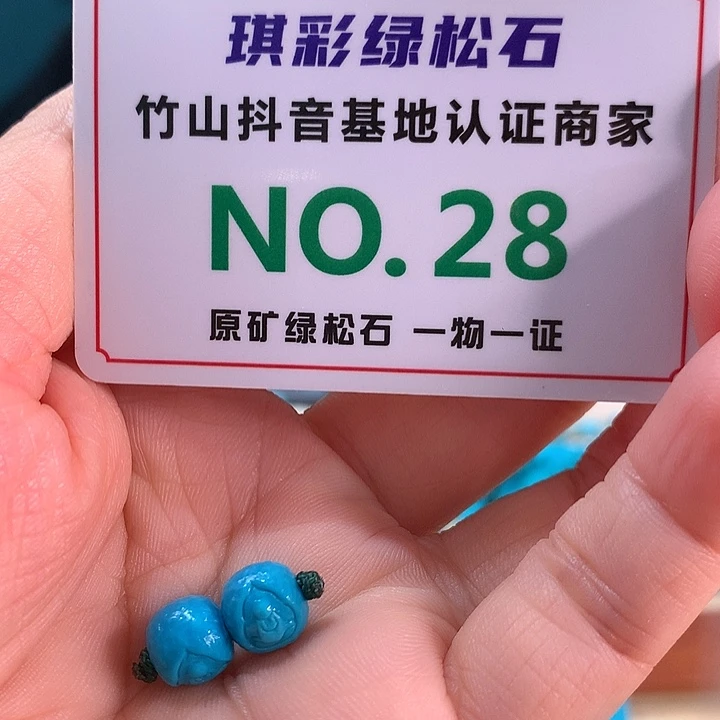 琪彩绿松石
竹山抖音基地认证商家
NO.28
原矿绿松石 一物一证